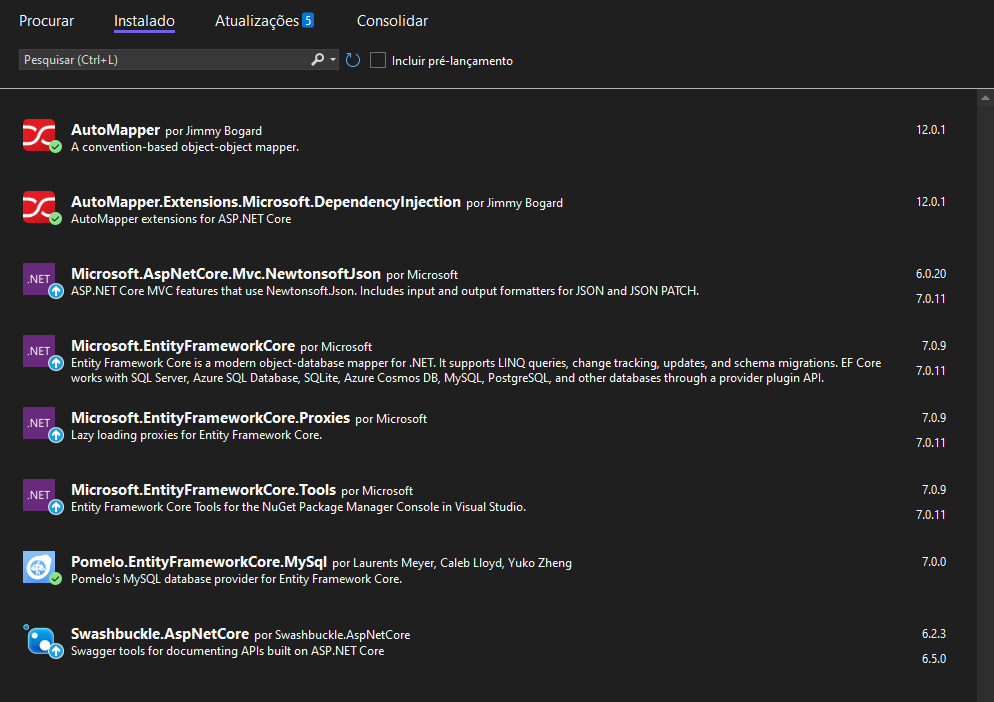 Procurar Instalado Atualizações 5 Consolidar
Pesquisar (Ctrl+L) Incluir pré-lançamento
AutoMapper por Jimmy Bogard 12.0.1
A convention-based object-object mapper.
AutoMapper.Extensions.Microsoft.DependencyInjection por Jimmy Bogard 12.0.1
AutoMapper extensions for ASP.NET Core
.NET Microsoft.AspNetCore.Mvc.NewtonsoftJson por Microsoft 6.0.20
ASP.NET Core MVC features that use Newtonsoft.Json. Includes input and output formatters for JSON and JSON PATCH.
7.0.11
.NET Microsoft.EntityFrameworkCore por Microsoft 7.0.9
Entity Framework Core is a modern object-database mapper for .NET. It supports LINQ queries, change tracking, updates, and schema migrations. EF Core
7.0.11
works with SQL Server, Azure SQL Database, SQLite, Azure Cosmos DB, MySQL, PostgreSQL, and other databases through a provider plugin API.
.NET Microsoft.EntityFrameworkCore.Proxies por Microsoft 7.0.9
Lazy loading proxies for Entity Framework Core.
7.0.11
.NET Microsoft.EntityFrameworkCore.Tools por Microsoft 7.0.9
Entity Framework Core Tools for the NuGet Package Manager Console in Visual Studio.
7.0.11
Pomelo.EntityFrameworkCore.MySql por Laurents Meyer, Caleb Lloyd, Yuko Zheng 7.0.0
Pomelo's MySQL database provider for Entity Framework Core.
Swashbuckle.AspNetCore por Swashbuckle.AspNetCore 6.2.3
Swagger tools for documenting APIs built on ASP.NET Core
6.5.0